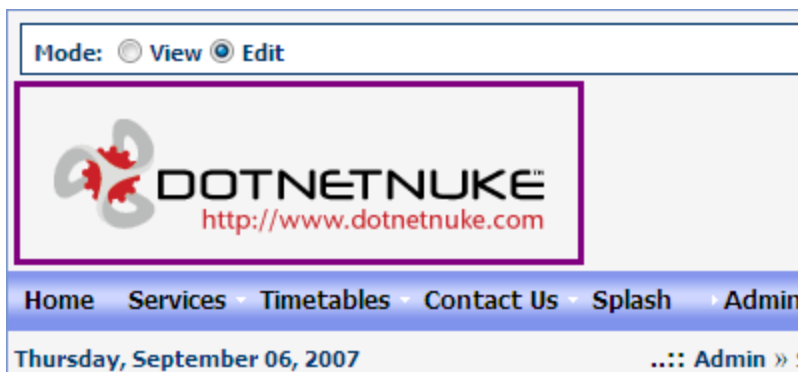 Mode: View Edit
DOTNETNUKE™
http://www.dotnetnuke.com
Home Services Timetables Contact Us Splash Admin
Thursday, September 06, 2007 ..:: Admin »